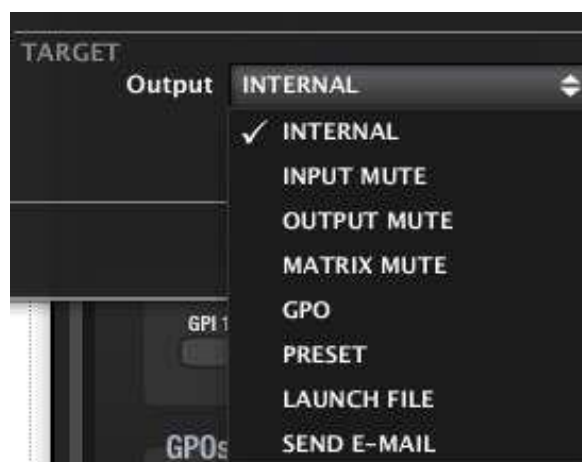 TARGET
Output INTERNAL
✓ INTERNAL
INPUT MUTE
OUTPUT MUTE
MATRIX MUTE
GPO
GPI 1
PRESET
LAUNCH FILE
GPOs
SEND E-MAIL